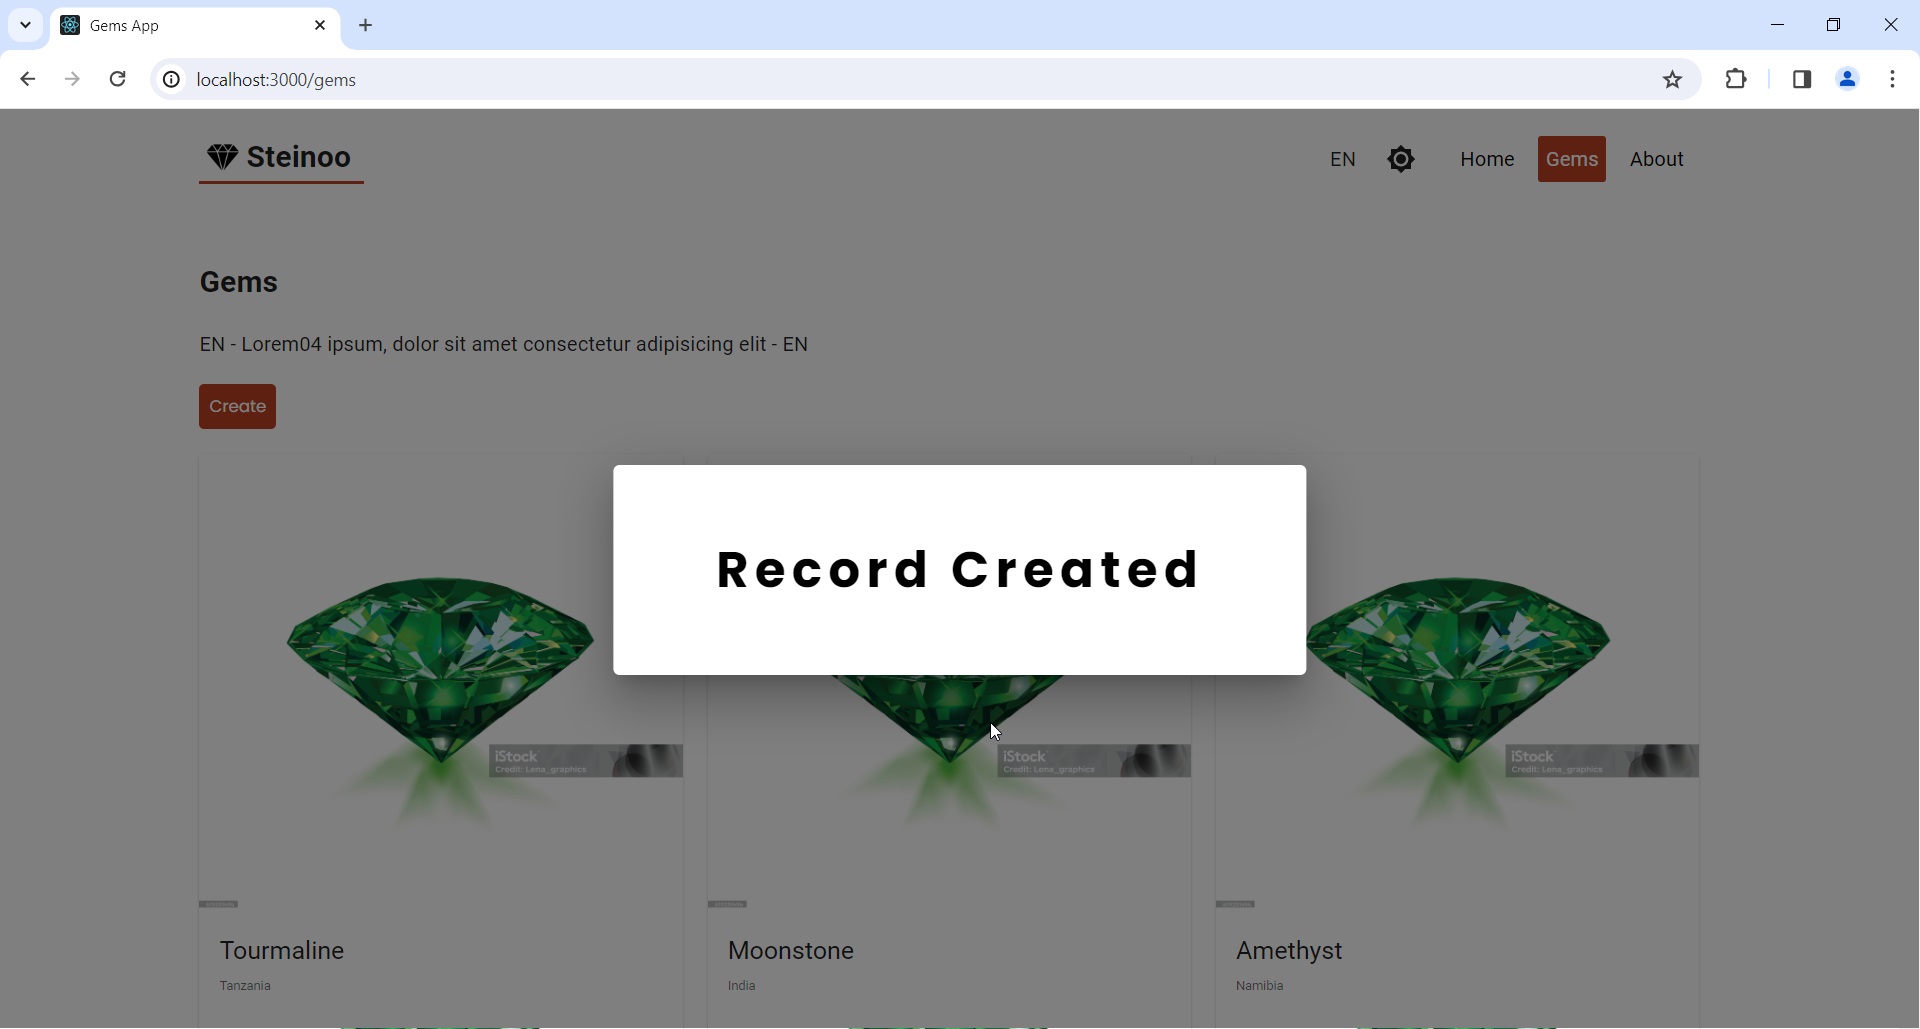 Gems App
localhost:3000/gems
Steinoo
EN
Home
Gems
About
Gems
EN - Lorem04 ipsum, dolor sit amet consectetur adipisicing elit - EN
Create
Record Created
iStock
Credit: Lena_graphics
iStock
Credit: Lena_graphics
iStock
Credit: Lena_graphics
Tourmaline
Moonstone
Amethyst
Tanzania
India
Namibia